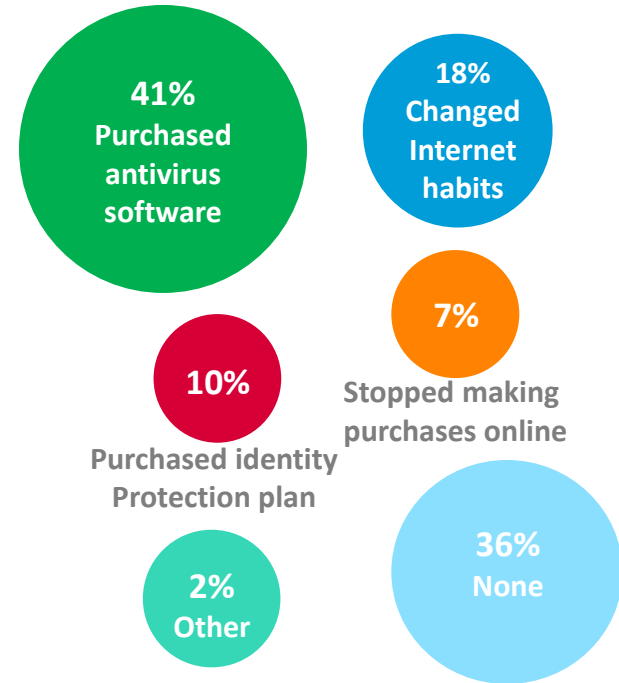 41%
Purchased
antivirus
software
18%
Changed
Internet
habits
10%
Purchased identity
Protection plan
7%
Stopped making
purchases online
2%
Other
36%
None